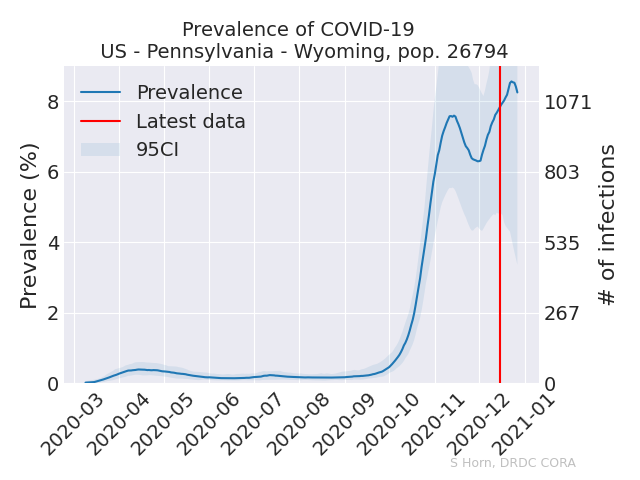 Prevalence of COVID-19
US - Pennsylvania - Wyoming, pop. 26794
Prevalence
Latest data
95CI
Prevalence (%)
8
6
4
2
0
1071
803
535
267
0
# of infections
2020-03
2020-04
2020-05
2020-06
2020-07
2020-08
2020-09
2020-10
2020-11
2020-12
2021-01
S Horn, DRDC CORA